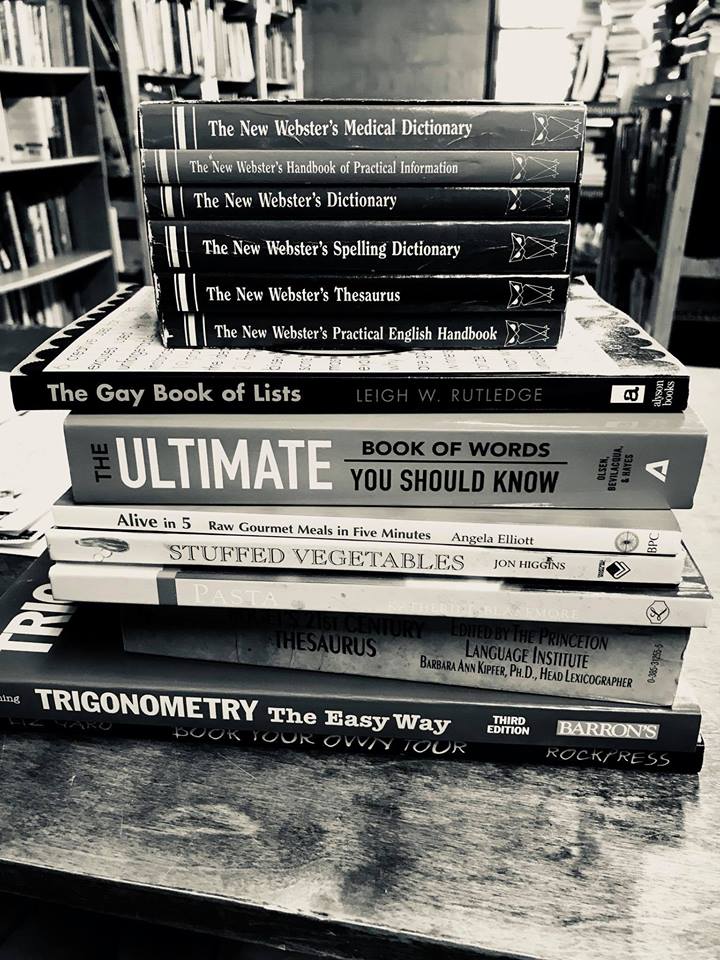 The New Webster's Medical Dictionary
The New Webster's Handbook of Practical Information
The New Webster's Dictionary
The New Webster's Spelling Dictionary
The New Webster's Thesaurus
The New Webster's Practical English Handbook
The Gay Book of Lists LEIGH W. RUTLEDGE a alyson books
THE ULTIMATE BOOK OF WORDS
YOU SHOULD KNOW
OLSEN,
BEVILACQUA,
& HAYES
Alive in 5 Raw Gourmet Meals in Five Minutes Angela Elliott BPC
STUFFED VEGETABLES JON HIGGINS
PASTA KATHERINE BLAKEMORE
21ST CENTURY
THESAURUS
EDITED BY THE PRINCETON
LANGUAGE INSTITUTE
BARBARA ANN KIPFER, PH.D., HEAD LEXICOGRAPHER
TRIG
TRIGONOMETRY The Easy Way THIRD
EDITION BARRON'S
LIZ GARO BOOK YOUR OWN TOUR ROCKPRESS